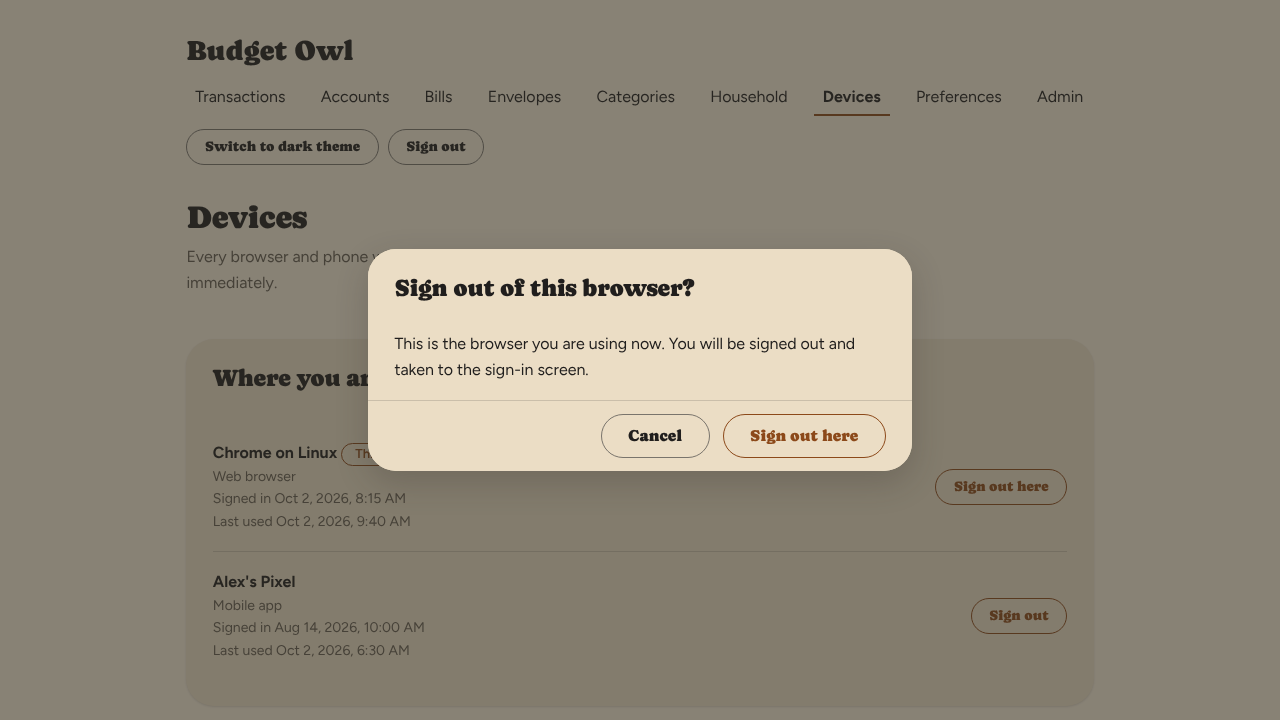 Budget Owl
Transactions Accounts Bills Envelopes Categories Household Devices Preferences Admin
Switch to dark theme Sign out
Devices
Every browser and phone
immediately.
Sign out of this browser?
This is the browser you are using now. You will be signed out and
taken to the sign-in screen.
Cancel Sign out here
Where you
Chrome on Linux
Web browser
Signed in Oct 2, 2026, 8:15 AM
Last used Oct 2, 2026, 9:40 AM
Sign out here
Alex's Pixel
Mobile app
Signed in Aug 14, 2026, 10:00 AM
Last used Oct 2, 2026, 6:30 AM
Sign out